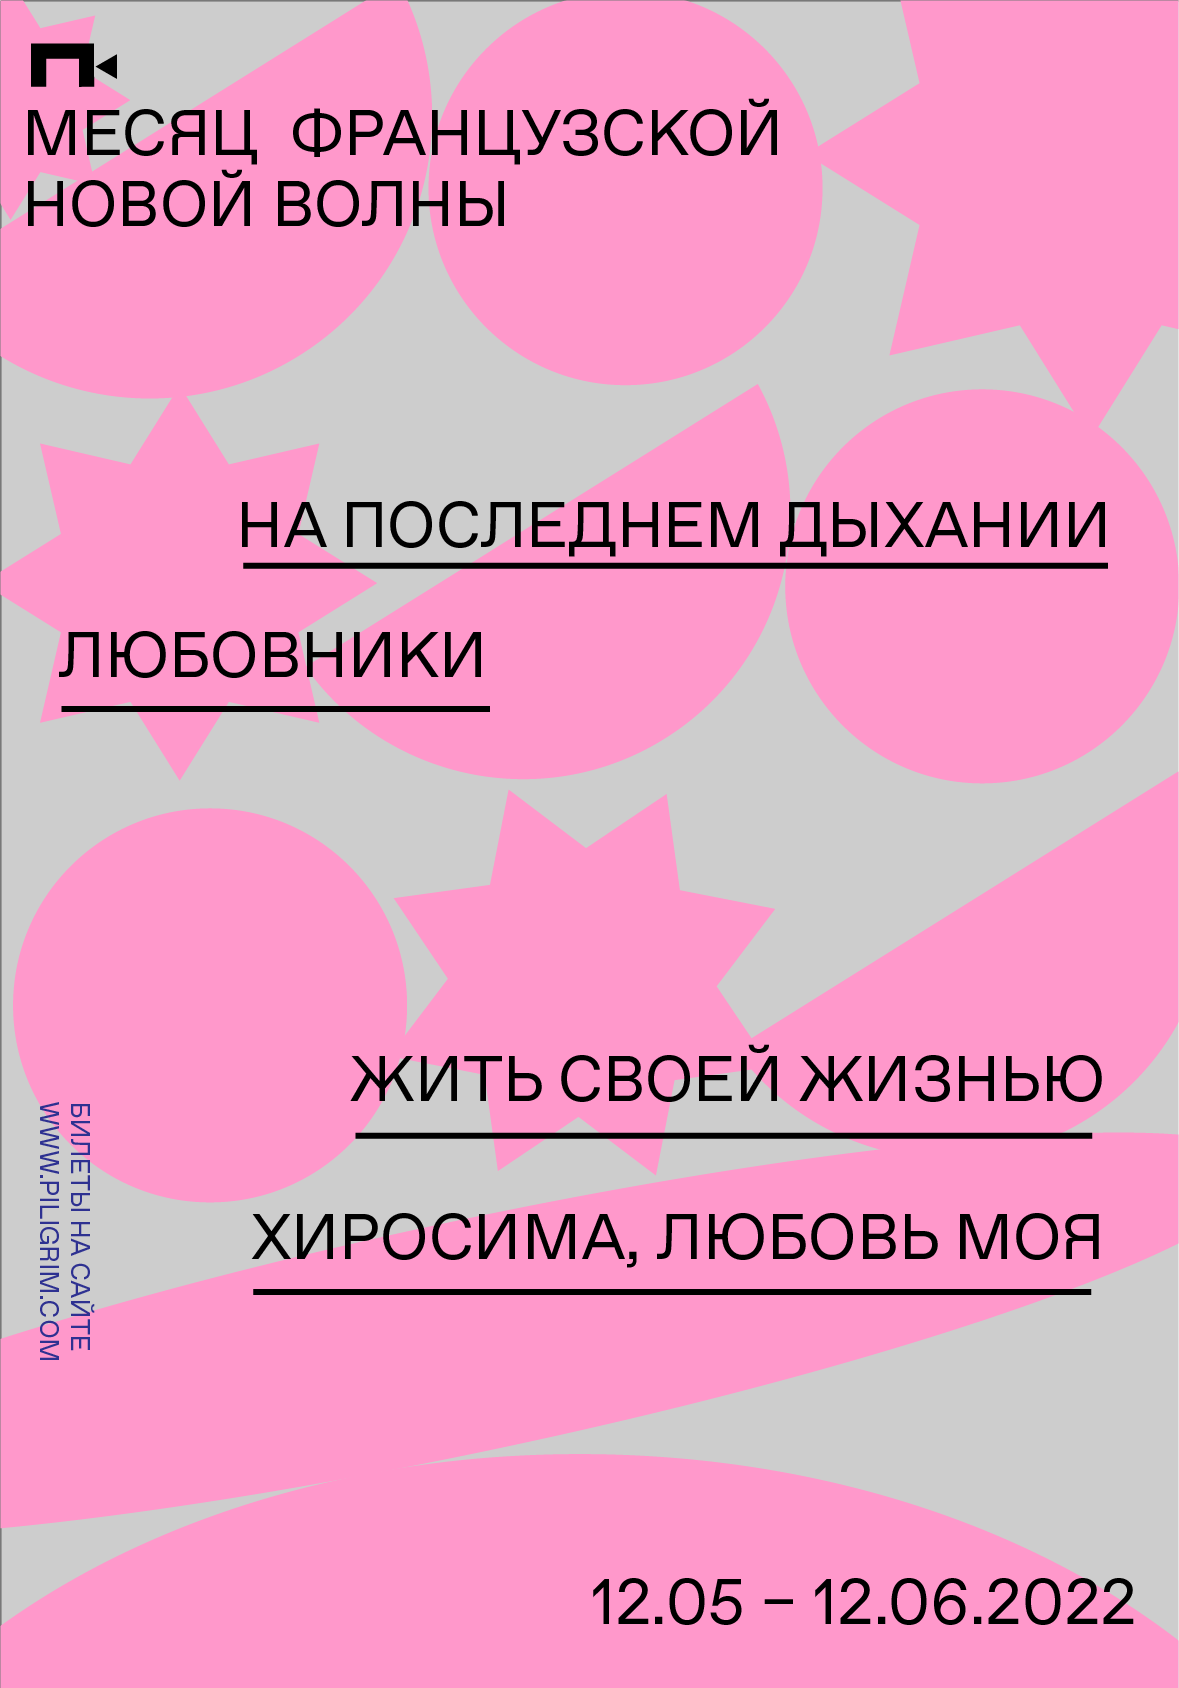 МЕСЯЦ ФРАНЦУЗСКОЙ
НОВОЙ ВОЛНЫ
НА ПОСЛЕДНЕМ ДЫХАНИИ
ЛЮБОВНИКИ
ЖИТЬ СВОЕЙ ЖИЗНЬЮ
ХИРОСИМА, ЛЮБОВЬ МОЯ
БИЛЕТЫ НА САЙТЕ
WWW.PILIGRIM.COM
12.05 – 12.06.2022